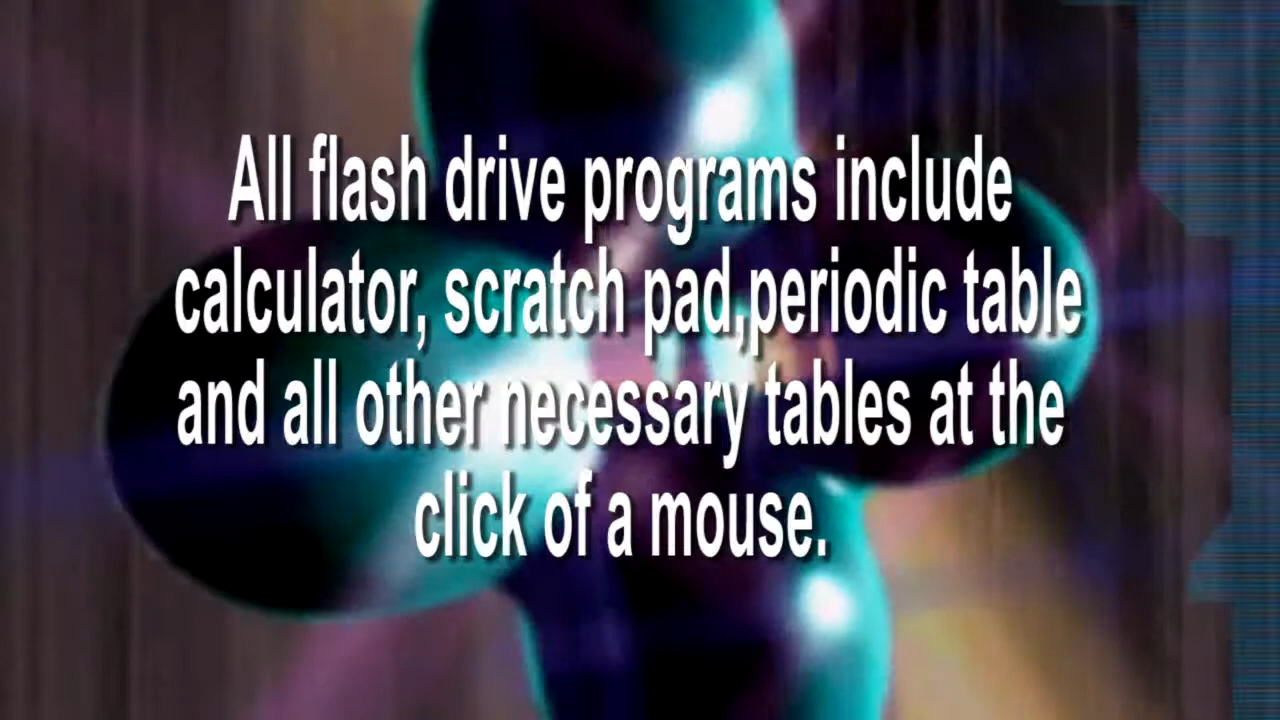 All flash drive programs include
calculator, scratch pad,periodic table
and all other necessary tables at the
click of a mouse.